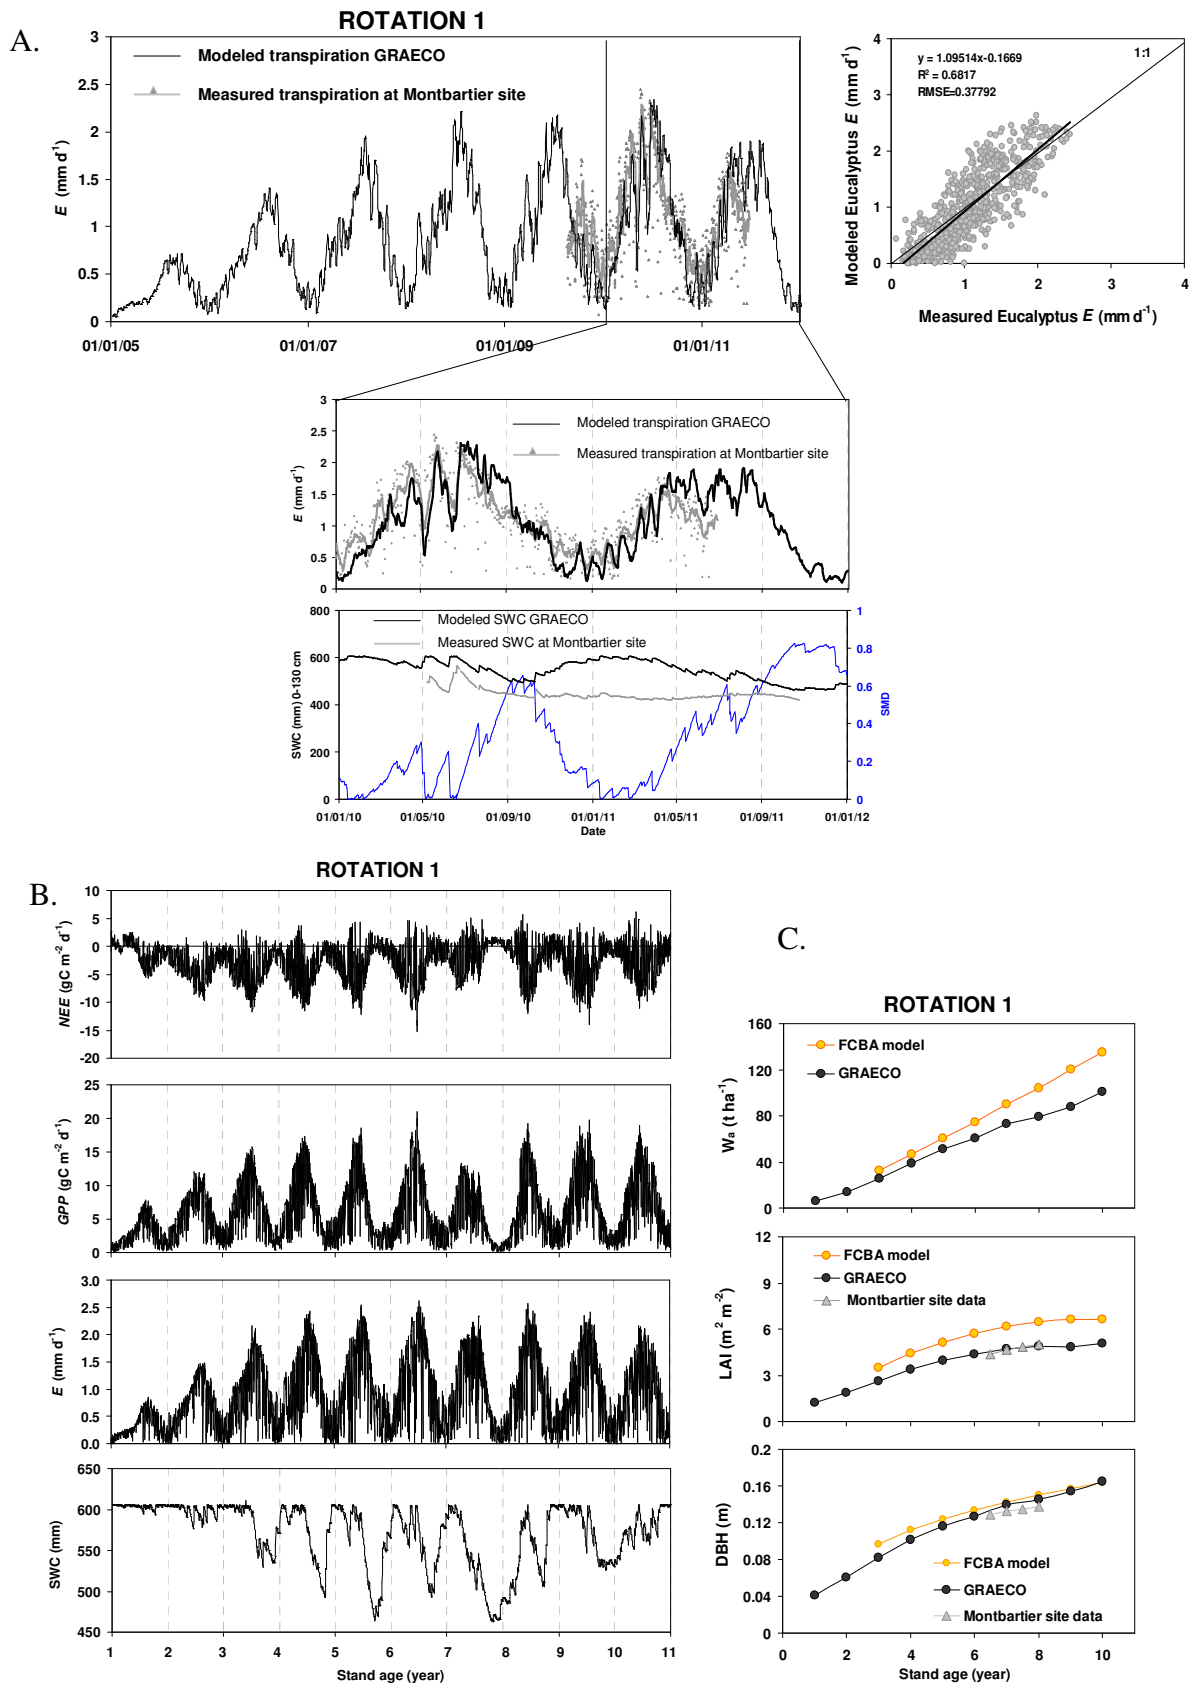 A.
ROTATION 1
3
2.5
2
1.5
1
0.5
0
E (mm d-1)
Modeled transpiration GRAECO
Measured transpiration at Montbartier site
01/01/05
01/01/07
01/01/09
01/01/11
4
3
2
1
0
Modeled Eucalyptus E (mm d-1)
y = 1.09514x-0.1669
R2 = 0.6817
RMSE=0.37792
1:1
0
1
2
3
4
Measured Eucalyptus E (mm d-1)
3
2.5
2
1.5
1
0.5
0
E (mm d-1)
Modeled transpiration GRAECO
Measured transpiration at Montbartier site
800
600
400
200
0
SWC (mm) 0-130 cm
Modeled SWC GRAECO
Measured SWC at Montbartier site
1
0.8
0.6
0.4
0.2
0
SMD
01/01/10
01/05/10
01/09/10
01/01/11
01/05/11
01/09/11
01/01/12
Date
B.
ROTATION 1
10
5
0
-5
-10
-15
-20
NEE (gC m-2 d-1)
25
20
15
10
5
0
GPP (gC m-2 d-1)
3.0
2.5
2.0
1.5
1.0
0.5
0.0
E (mm d-1)
650
600
550
500
450
SWC (mm)
1
2
3
4
5
6
7
8
9
10
11
Stand age (year)
C.
ROTATION 1
160
120
80
40
0
Wa (t ha-1)
FCBA model
GRAECO
12
9
6
3
0
LAI (m2 m-2)
FCBA model
GRAECO
Montbartier site data
0.2
0.16
0.12
0.08
0.04
0
DBH (m)
FCBA model
GRAECO
Montbartier site data
0
2
4
6
8
10
Stand age (year)